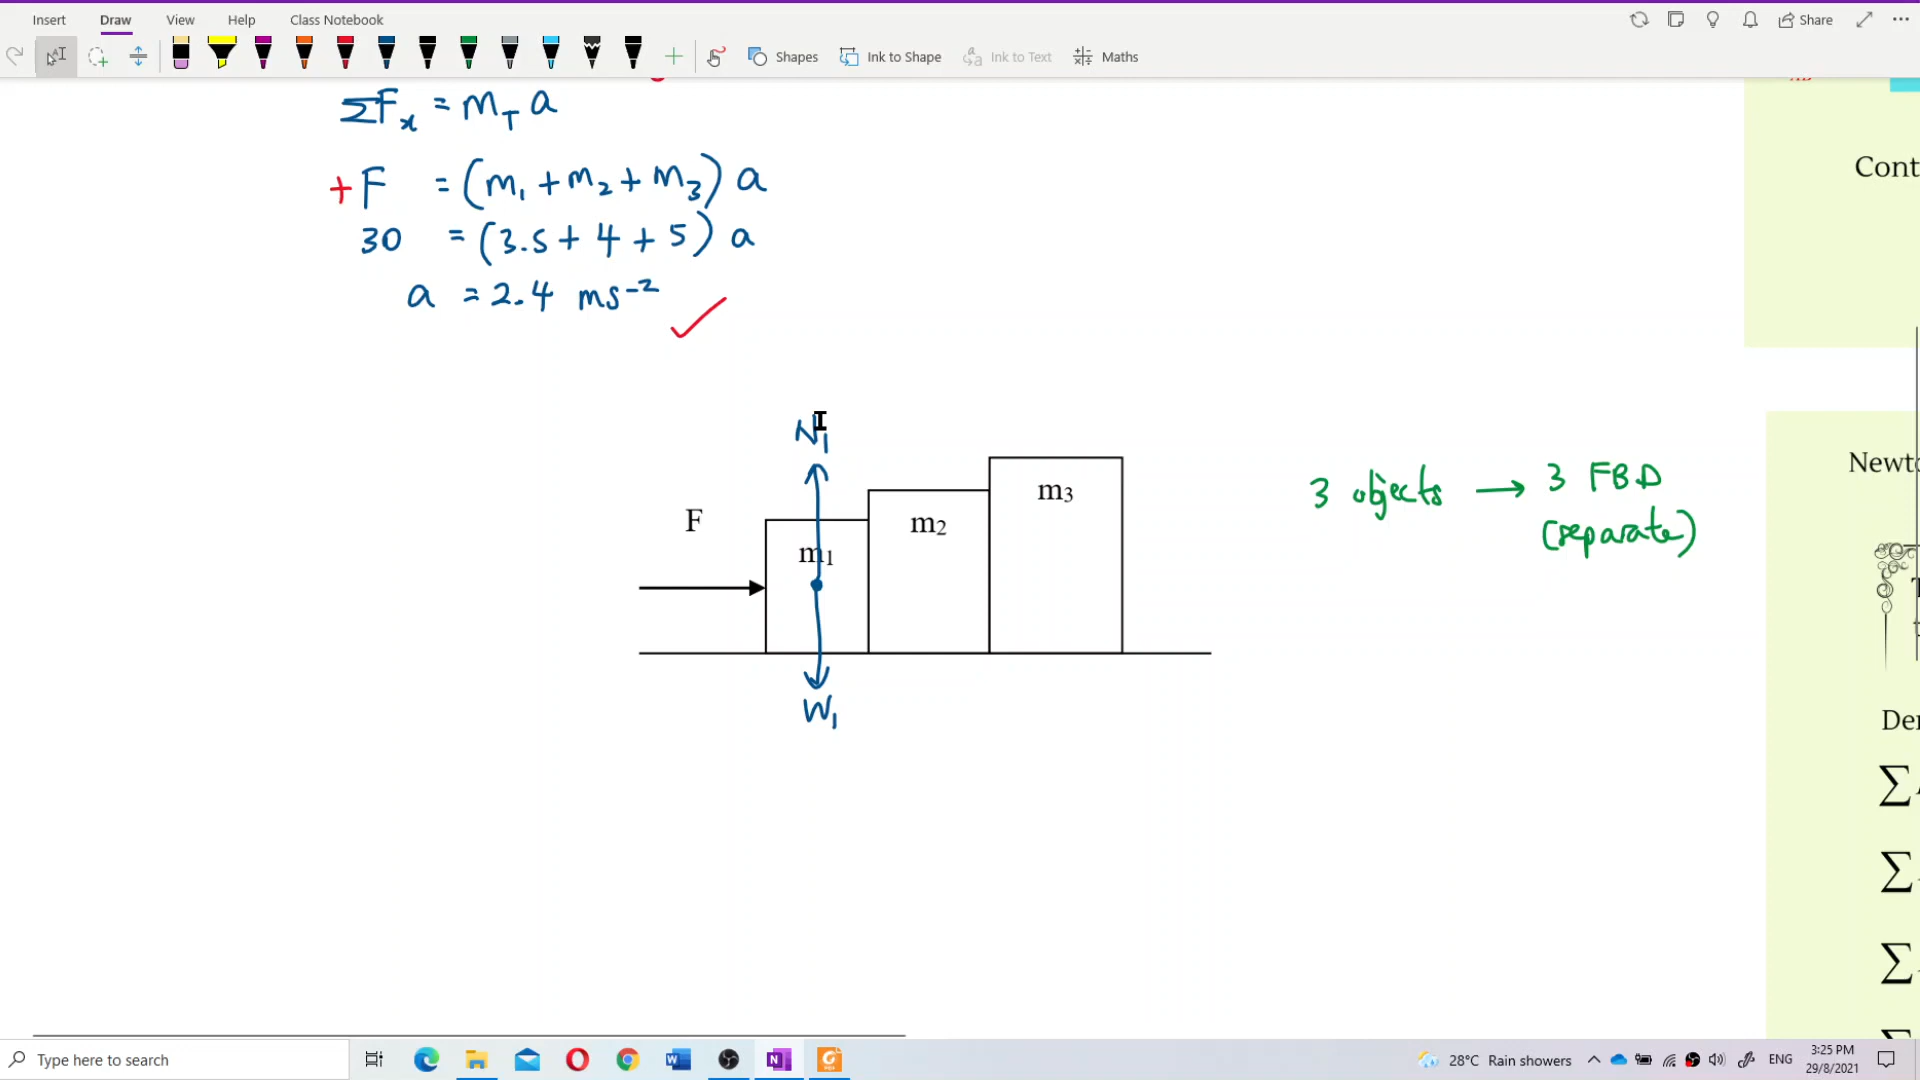 Insert Draw View Help Class Notebook
Share
Shapes Ink to Shape Ink to Text Maths
ΣFx = mT a
+F = (m1 + m2 + m3) a
30 = (3.5 + 4 + 5) a
a = 2.4 ms⁻²
Cont
N1
F
m1
m2
m3
W1
3 objects → 3 FBD
(separate)
Newto
Der
Σ
Σ
Σ
Type here to search
28°C Rain showers
ENG
3:25 PM
29/8/2021